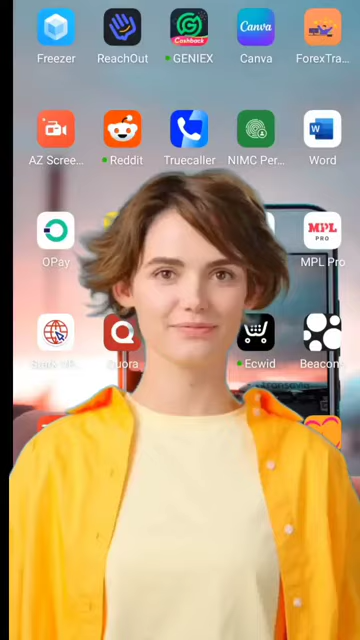 Freezer
ReachOut
GENIEX
Cashback
Canva
Canva
ForexTra...
AZ Scree...
Reddit
Truecaller
NIMC Per...
Word
OPay
MPL
PRO
MPL Pro
Quora
Ecwid
Beacon